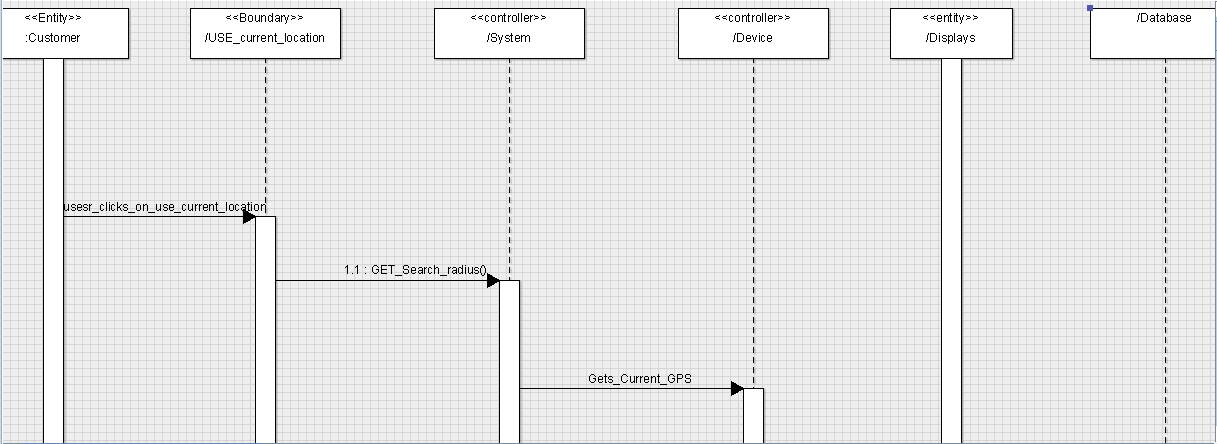 <<Entity>>
:Customer
<<Boundary>>
/USE_current_location
<<controller>>
/System
<<controller>>
/Device
<<entity>>
/Displays
/Database
usesr_clicks_on_use_current_location
1.1 : GET_Search_radius()
Gets_Current_GPS